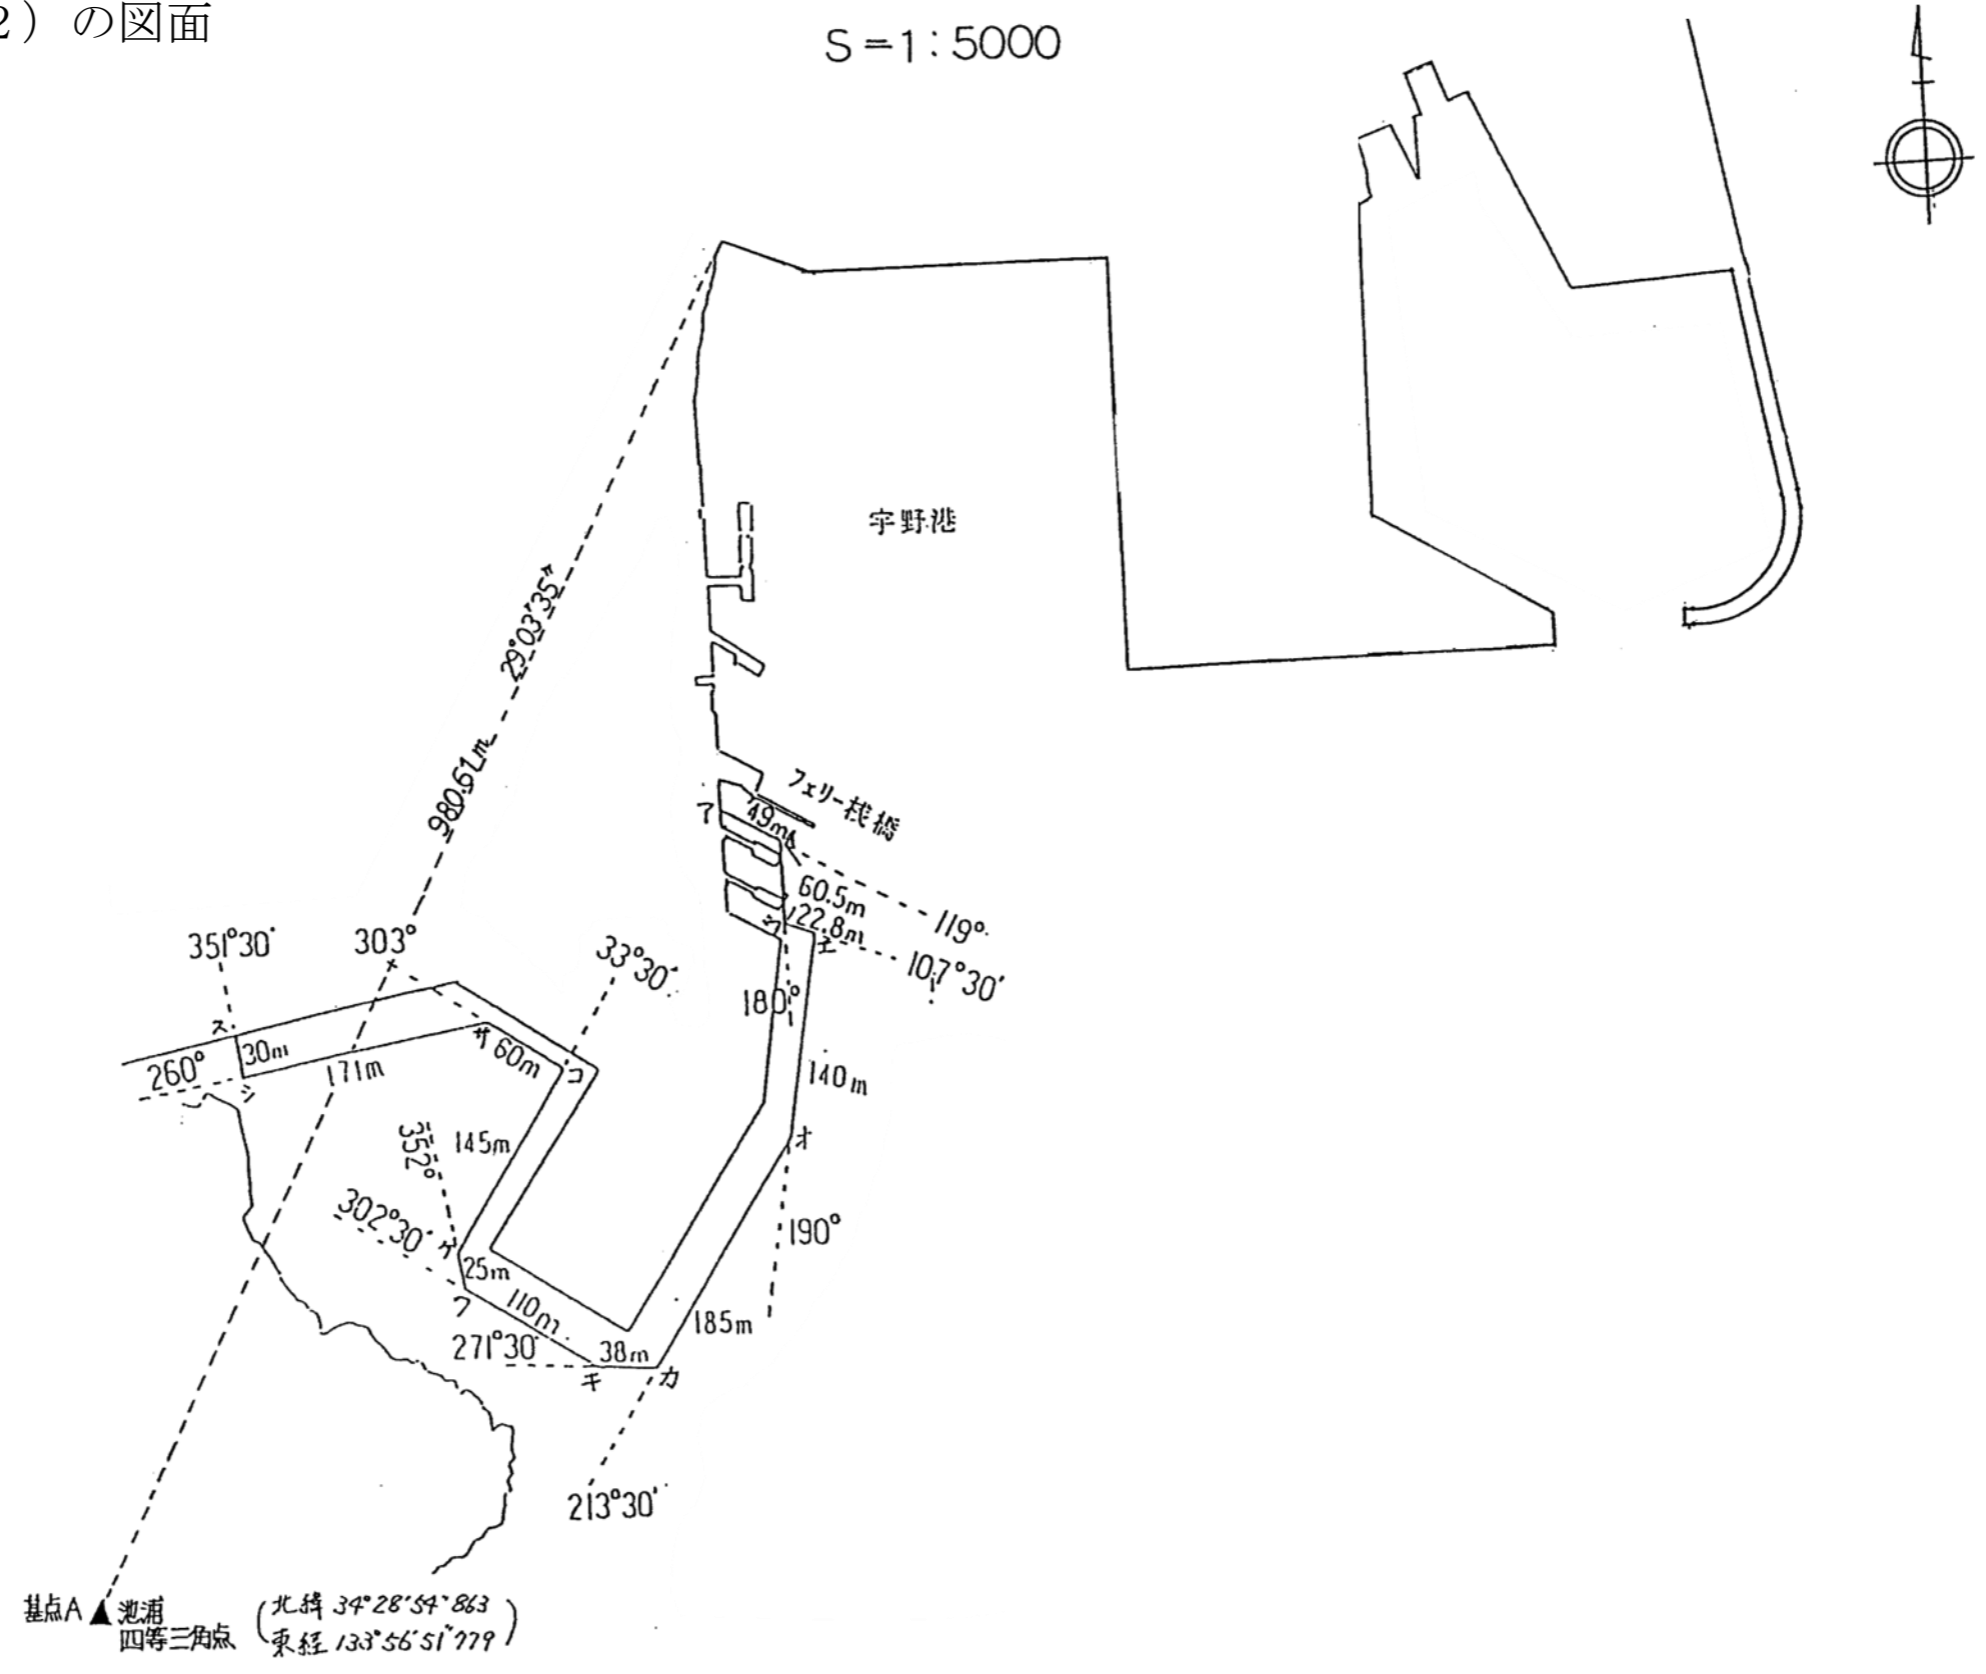 2）の図面
S=1:5000
宇野港
29°03'35"
980.61m
フェリー桟橋
ア
49m
イ
60.5m
119°
ウ
22.8m
エ
107°30'
180°
351°30'
303°
33°30'
ス
30m
サ
60m
コ
260°
シ
171m
140m
オ
352°
145m
190°
302°30'
ケ
25m
ク
110m
185m
271°30'
38m
キ
カ
213°30'
基点A
池浦
四等三角点
(北緯 34°28'54"863
東経 133°56'51"779)